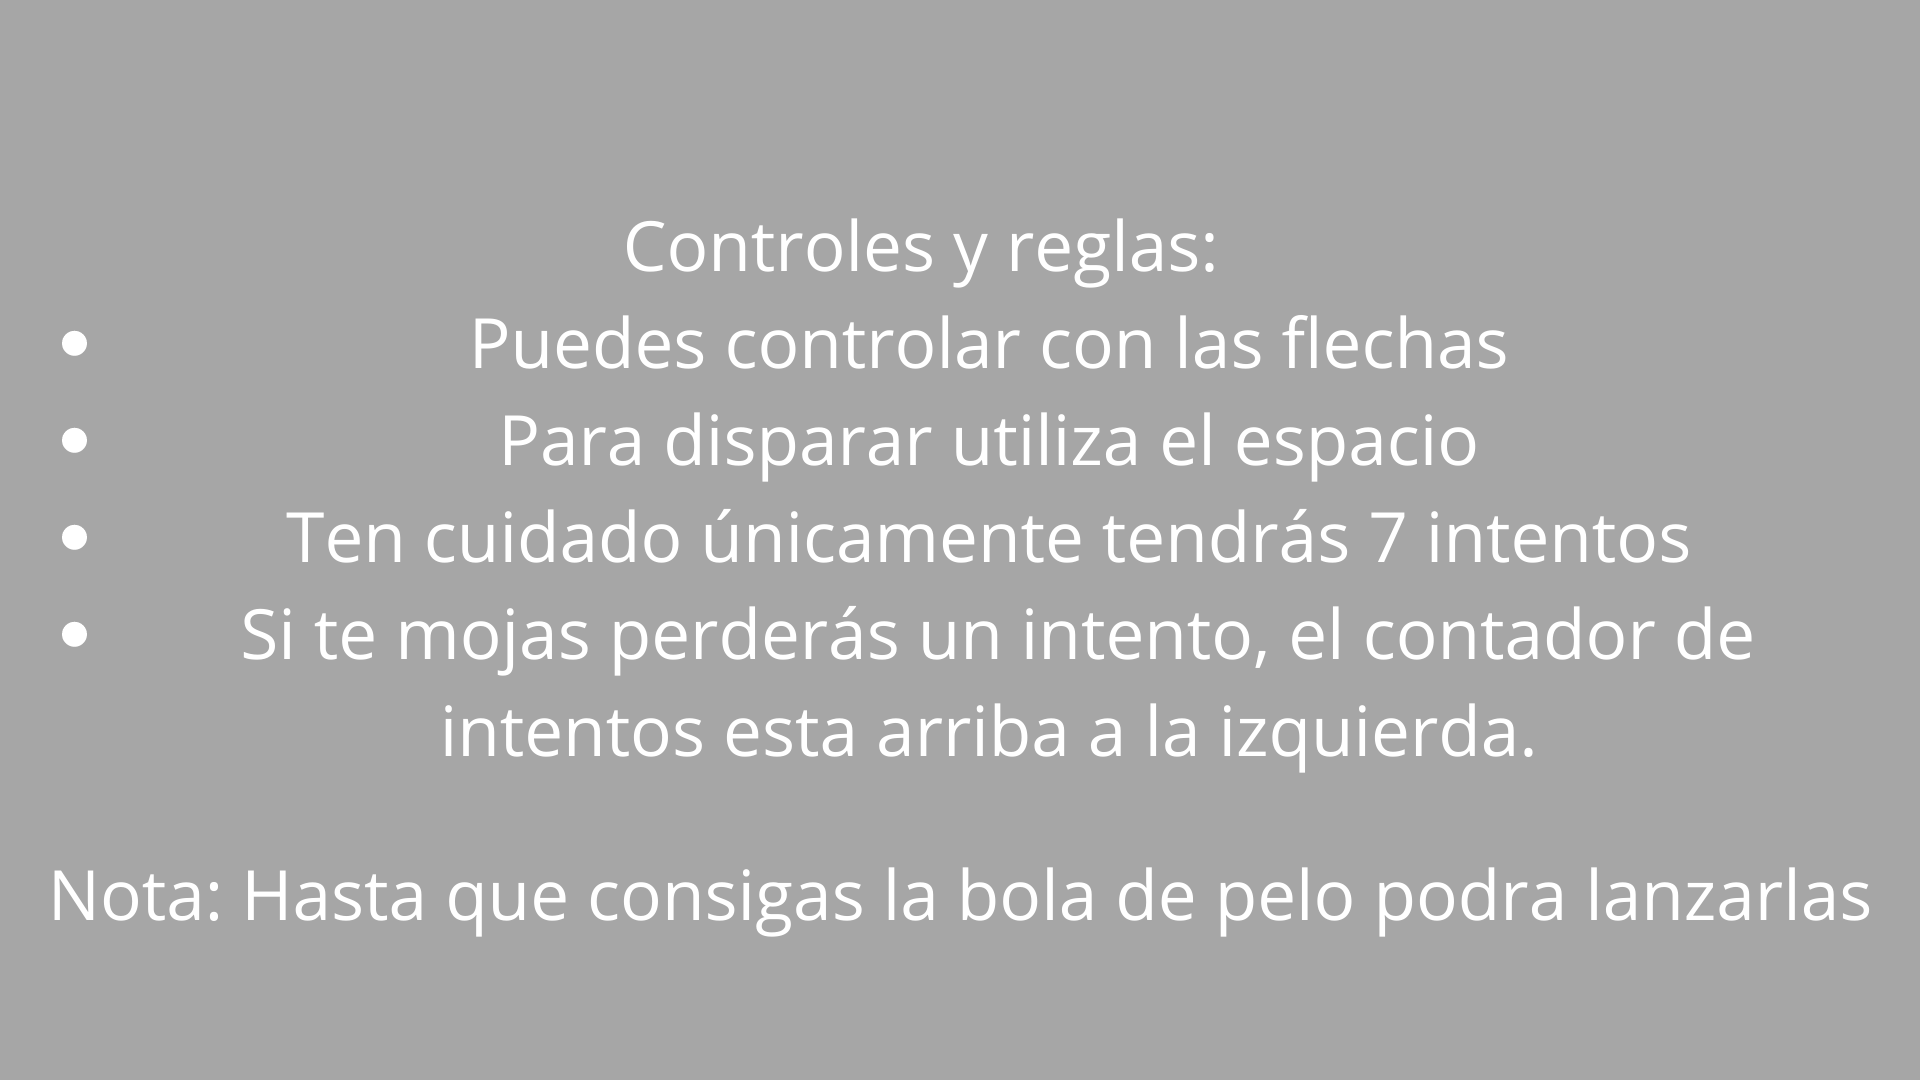 Controles y reglas:
• Puedes controlar con las flechas
• Para disparar utiliza el espacio
• Ten cuidado únicamente tendrás 7 intentos
• Si te mojas perderás un intento, el contador de
intentos esta arriba a la izquierda.
Nota: Hasta que consigas la bola de pelo podra lanzarlas